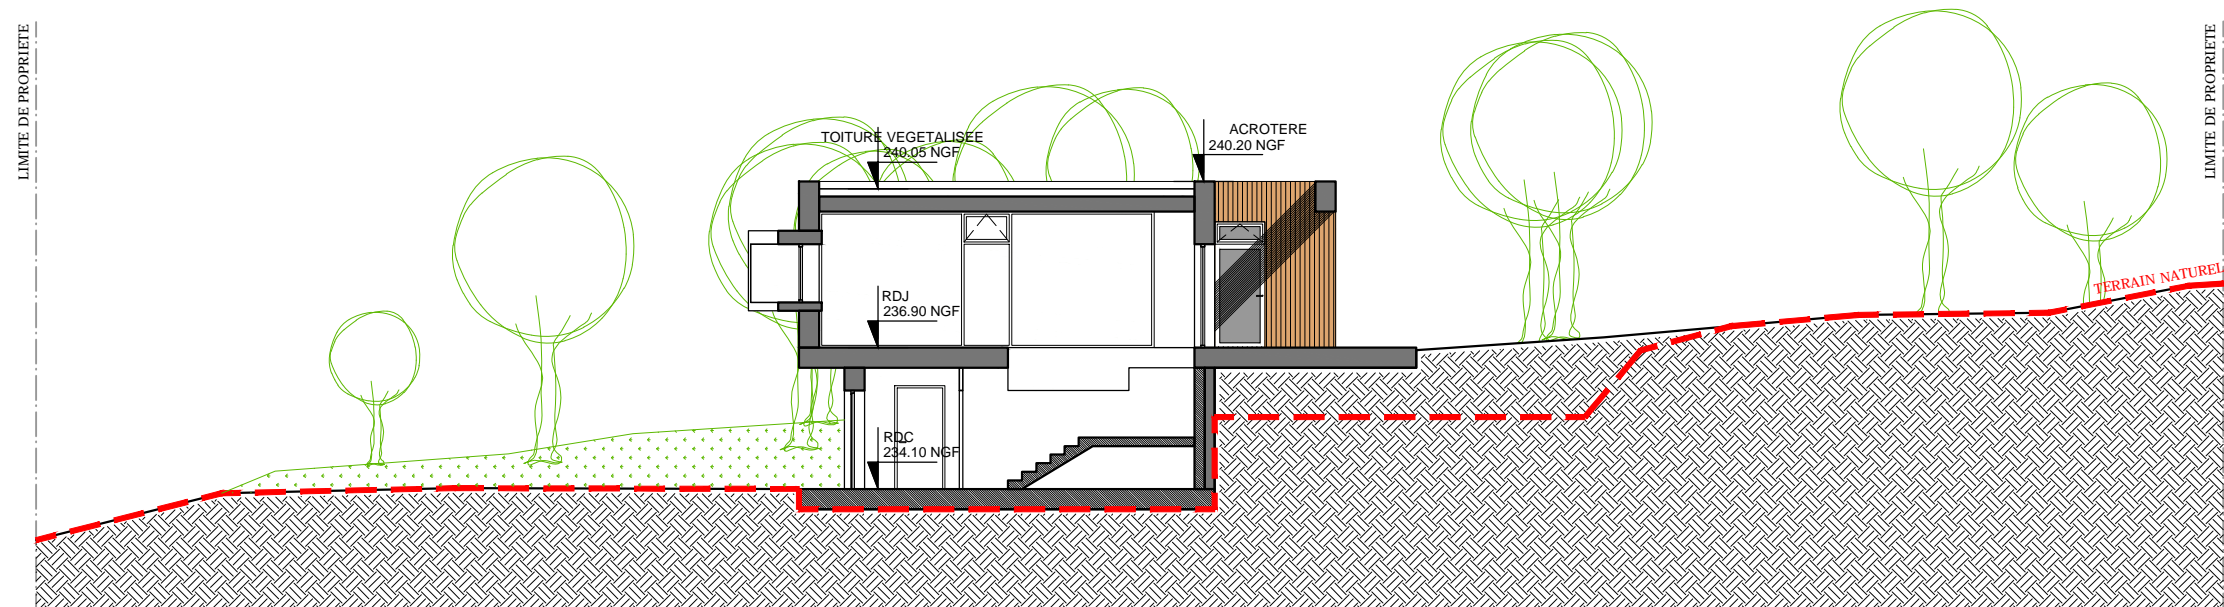 LIMITE DE PROPRIETE
TOITURE VEGETALISEE
240.05 NGF
ACROTERE
240.20 NGF
LIMITE DE PROPRIETE
TERRAIN NATUREL
RDJ
236.90 NGF
RDC
234.10 NGF